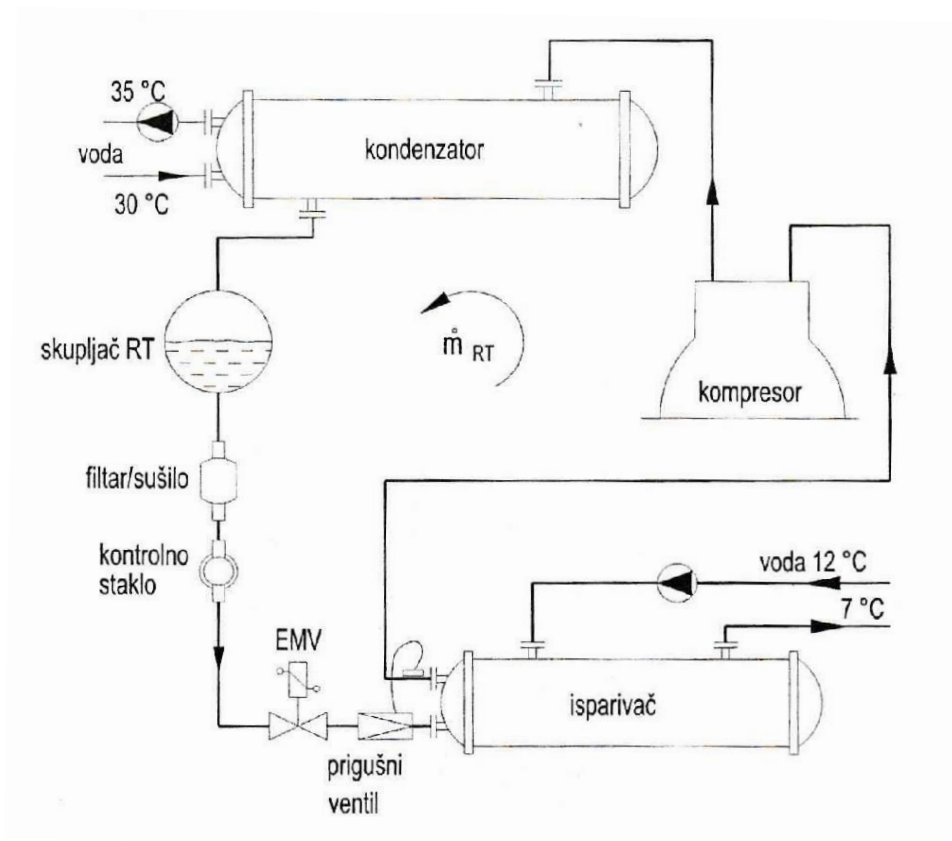 35 °C
voda
30 °C
kondenzator
skupljač RT
ṁ RT
kompresor
filtar/sušilo
kontrolno
staklo
voda 12 °C
7 °C
EMV
isparivač
prigušni
ventil